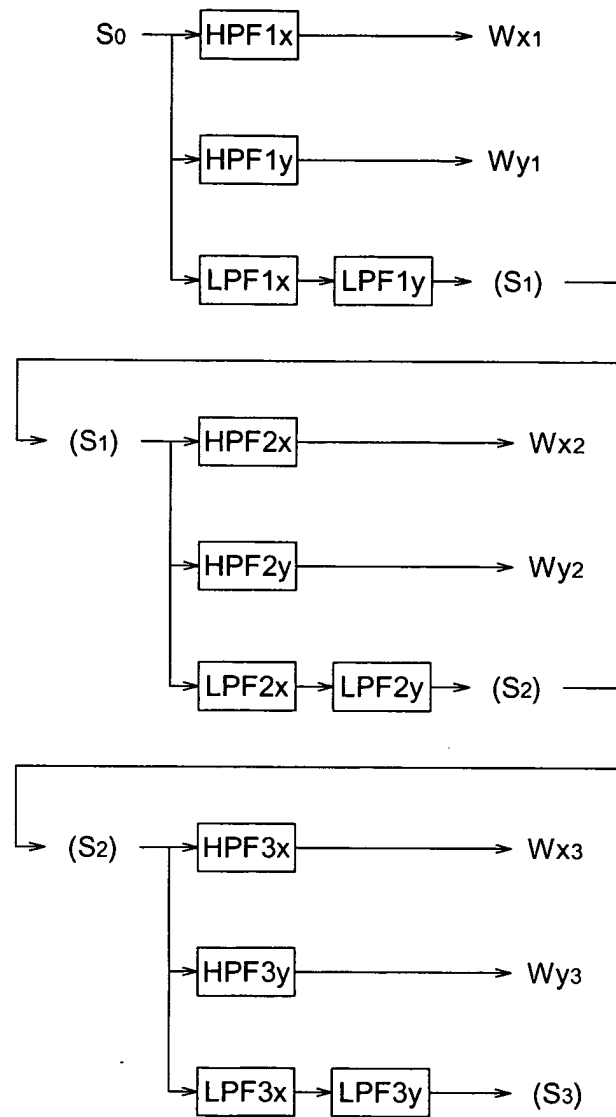 S0 HPF1x Wx1
HPF1y Wy1
LPF1x LPF1y (S1)
(S1) HPF2x Wx2
HPF2y Wy2
LPF2x LPF2y (S2)
(S2) HPF3x Wx3
HPF3y Wy3
LPF3x LPF3y (S3)